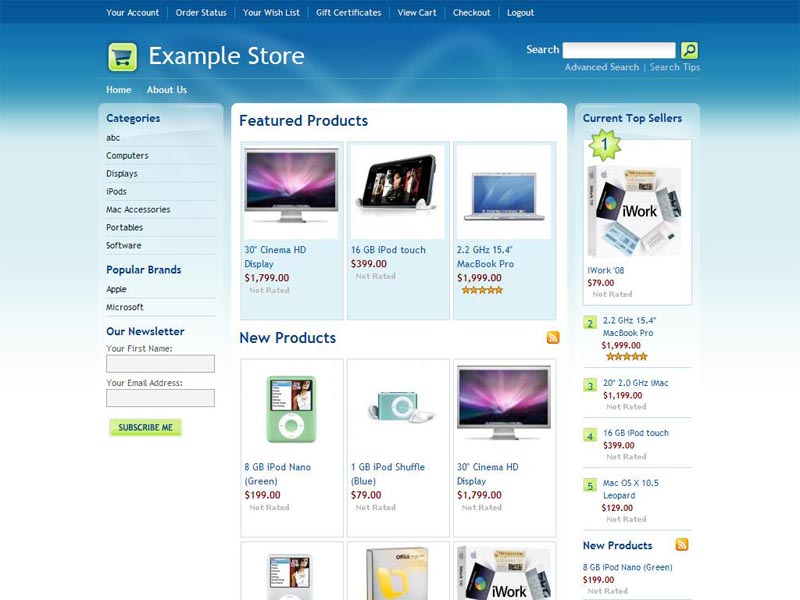 Your Account
Order Status
Your Wish List
Gift Certificates
View Cart
Checkout
Logout
Example Store
Search
Advanced Search | Search Tips
Home
About Us
Categories
abc
Computers
Displays
iPods
Mac Accessories
Portables
Software
Popular Brands
Apple
Microsoft
Our Newsletter
Your First Name:
Your Email Address:
SUBSCRIBE ME
Featured Products
30" Cinema HD
Display
$1,799.00
Not Rated
16 GB iPod touch
$399.00
Not Rated
2.2 GHz 15.4"
MacBook Pro
$1,999.00
New Products
8 GB iPod Nano
(Green)
$199.00
Not Rated
1 GB iPod Shuffle
(Blue)
$79.00
Not Rated
30" Cinema HD
Display
$1,799.00
Not Rated
Office
iWork
Current Top Sellers
1
iWork
iWork '08
$79.00
Not Rated
2
2.2 GHz 15.4"
MacBook Pro
$1,999.00
3
20" 2.0 GHz iMac
$1,199.00
Not Rated
4
16 GB iPod touch
$399.00
Not Rated
5
Mac OS X 10.5
Leopard
$129.00
Not Rated
New Products
8 GB iPod Nano (Green)
$199.00
Not Rated